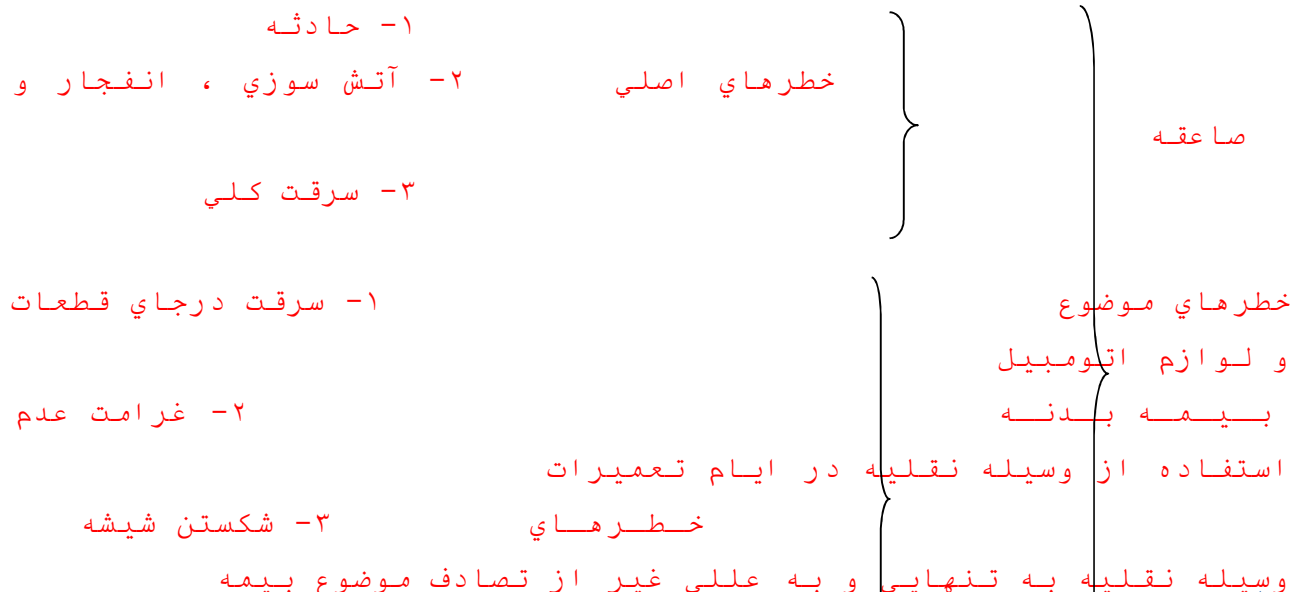 ۱- حادثه
خطرهاي اصلي ۲- آتش سوزي ، انفجار و
صاعقه
۳- سرقت كلي
خطرهاي موضوع ۱- سرقت درجاي قطعات
و لوازم اتومبيل
بيمه بدنه ۲- غرامت عدم
استفاده از وسيله نقليه در ايام تعميرات
خطرهاي ۳- شكستن شيشه
وسيله نقليه به تنهايي و به عللي غير از تصادف موضوع بيمه